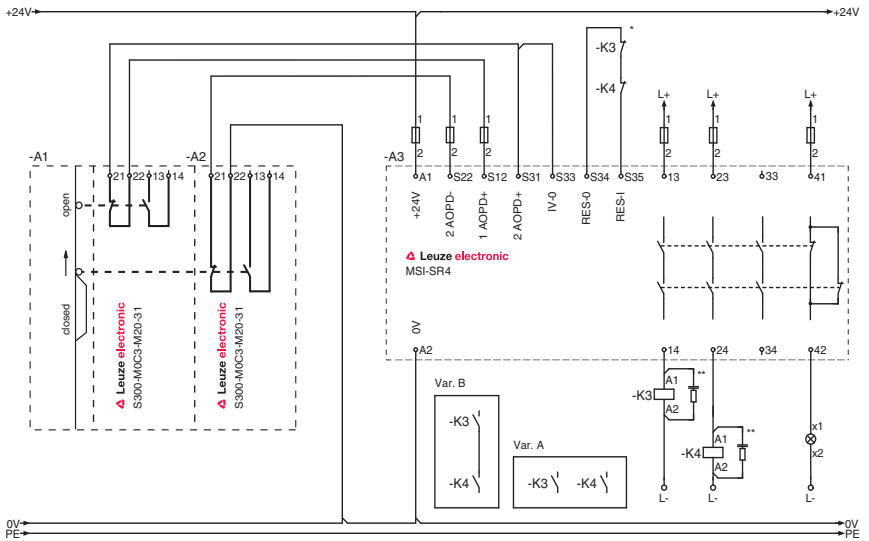 +24V
+24V
*
-K3
-K4
L+
L+
L+
1
1
1
1
1
1
2
2
2
2
2
2
-A1
-A2
-A3
21
22
13
14
21
22
13
14
A1
S22
S12
S31
S33
S34
S35
13
23
33
41
open
closed
+24V
2 AOPD-
1 AOPD+
2 AOPD+
IV-0
RES-0
RES-I
Leuze electronic
MSI-SR4
Leuze electronic
S300-M0C3-M20-31
Leuze electronic
S300-M0C3-M20-31
0V
A2
14
24
34
42
Var. B
-K3
-K4
Var. A
-K3
-K4
-K3
A1
A2
**
-K4
A1
A2
**
x1
x2
L-
L-
L-
0V
0V
PE
PE